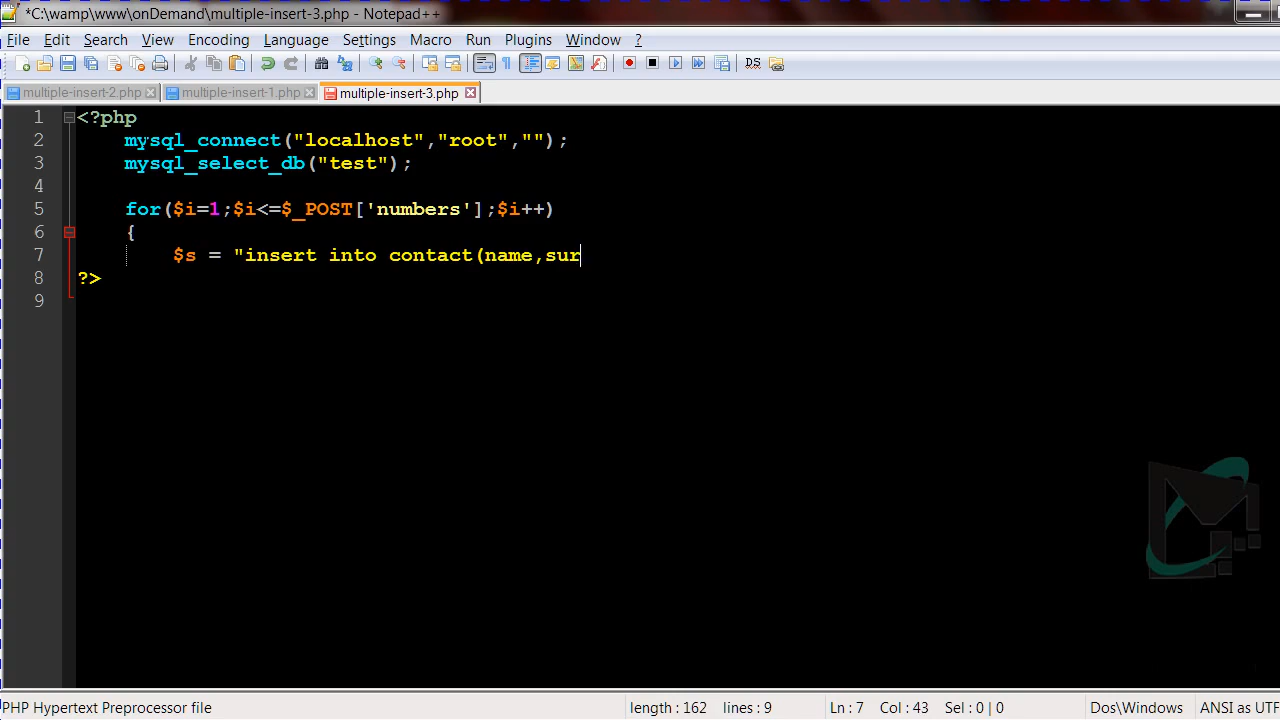 *C:\wamp\www\onDemand\multiple-insert-3.php - Notepad++
File Edit Search View Encoding Language Settings Macro Run Plugins Window ?
multiple-insert-2.php multiple-insert-1.php multiple-insert-3.php
1 <?php
2 mysql_connect("localhost","root","");
3 mysql_select_db("test");
4
5 for($i=1;$i<=$_POST['numbers'];$i++)
6 {
7 $s = "insert into contact(name,sur
8 ?>
9
PHP Hypertext Preprocessor file length : 162 lines : 9 Ln : 7 Col : 43 Sel : 0 | 0 Dos\Windows ANSI as UTF